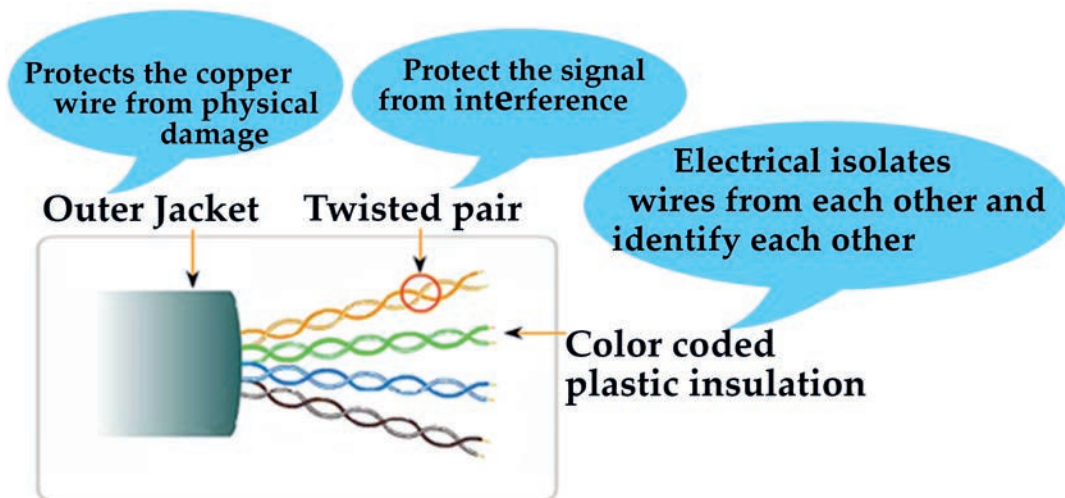 Protects the copper
wire from physical
damage
Protect the signal
from interference
Electrical isolates
wires from each other and
identify each other
Outer Jacket
Twisted pair
Color coded
plastic insulation